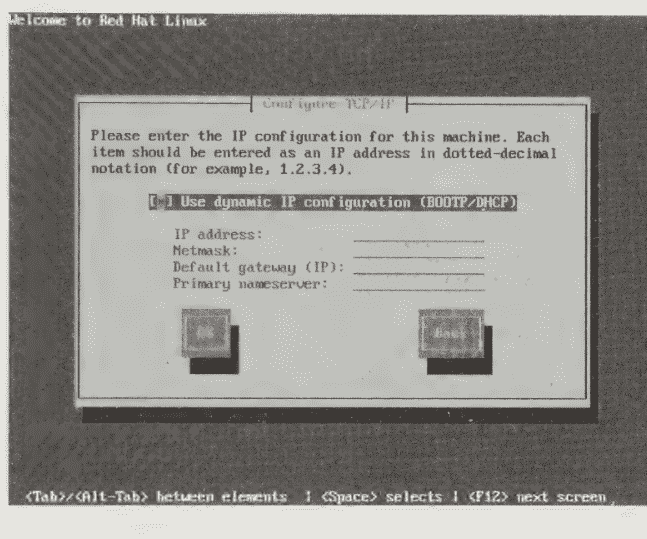 Welcome to Red Hat Linux
Configure TCP/IP
Please enter the IP configuration for this machine. Each
item should be entered as an IP address in dotted-decimal
notation (for example, 1.2.3.4).
[*] Use dynamic IP configuration (BOOTP/DHCP)
IP address:
Netmask:
Default gateway (IP):
Primary nameserver:
Ok Back
<Tab>/<Alt-Tab> between elements | <Space> selects | <F12> next screen